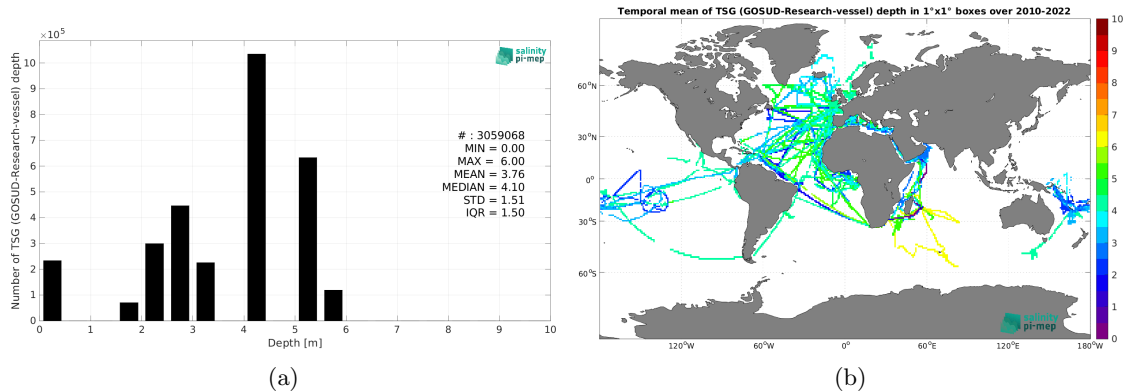 ×10⁵
Number of TSG (GOSUD-Research-vessel) depth
10
9
8
7
6
5
4
3
2
1
0
0 1 2 3 4 5 6 7 8 9 10
Depth [m]
salinity
pi-mep
# : 3059068
MIN = 0.00
MAX = 6.00
MEAN = 3.76
MEDIAN = 4.10
STD = 1.51
IQR = 1.50
(a)
Temporal mean of TSG (GOSUD-Research-vessel) depth in 1°x1° boxes over 2010-2022
60°N
30°N
0°
30°S
60°S
120°W 60°W 0° 60°E 120°E 180°W
salinity
pi-mep
10
9
8
7
6
5
4
3
2
1
0
(b)